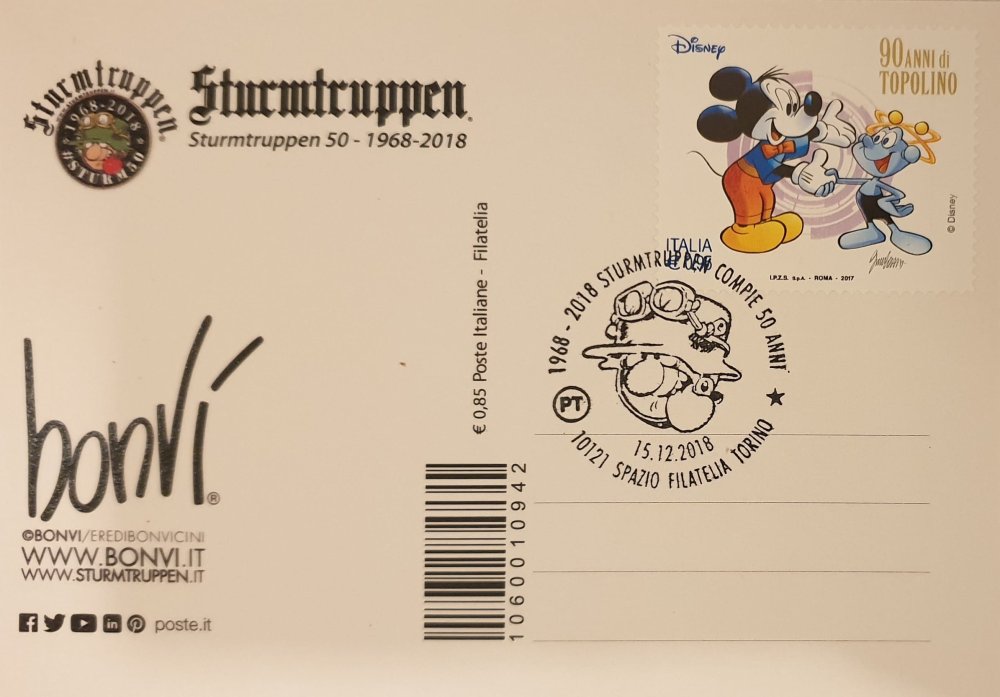 Sturmtruppen®
1968-2018
#STURM50
Sturmtruppen®
Sturmtruppen 50 - 1968-2018
Disney
90 ANNI di
TOPOLINO
© Disney
ITALIA
€ 0,95
I.P.Z.S. S.p.A. - ROMA - 2017
1968 - 2018 STURMTRUPPEN COMPIE 50 ANNI
PT
15.12.2018
10121 SPAZIO FILATELIA TORINO
€ 0,85 Poste Italiane - Filatelia
bonVi®
©BONVI/EREDIBONVICINI
WWW.BONVI.IT
WWW.STURMTRUPPEN.IT
poste.it
1060010942